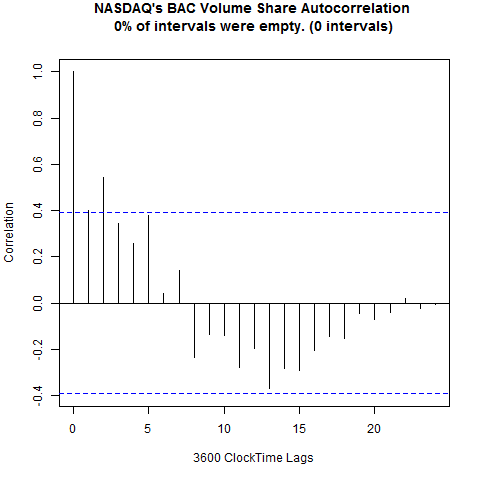 NASDAQ's BAC Volume Share Autocorrelation
0% of intervals were empty. (0 intervals)
1.0
0.8
0.6
0.4
0.2
0.0
-0.2
-0.4
Correlation
0 5 10 15 20
3600 ClockTime Lags